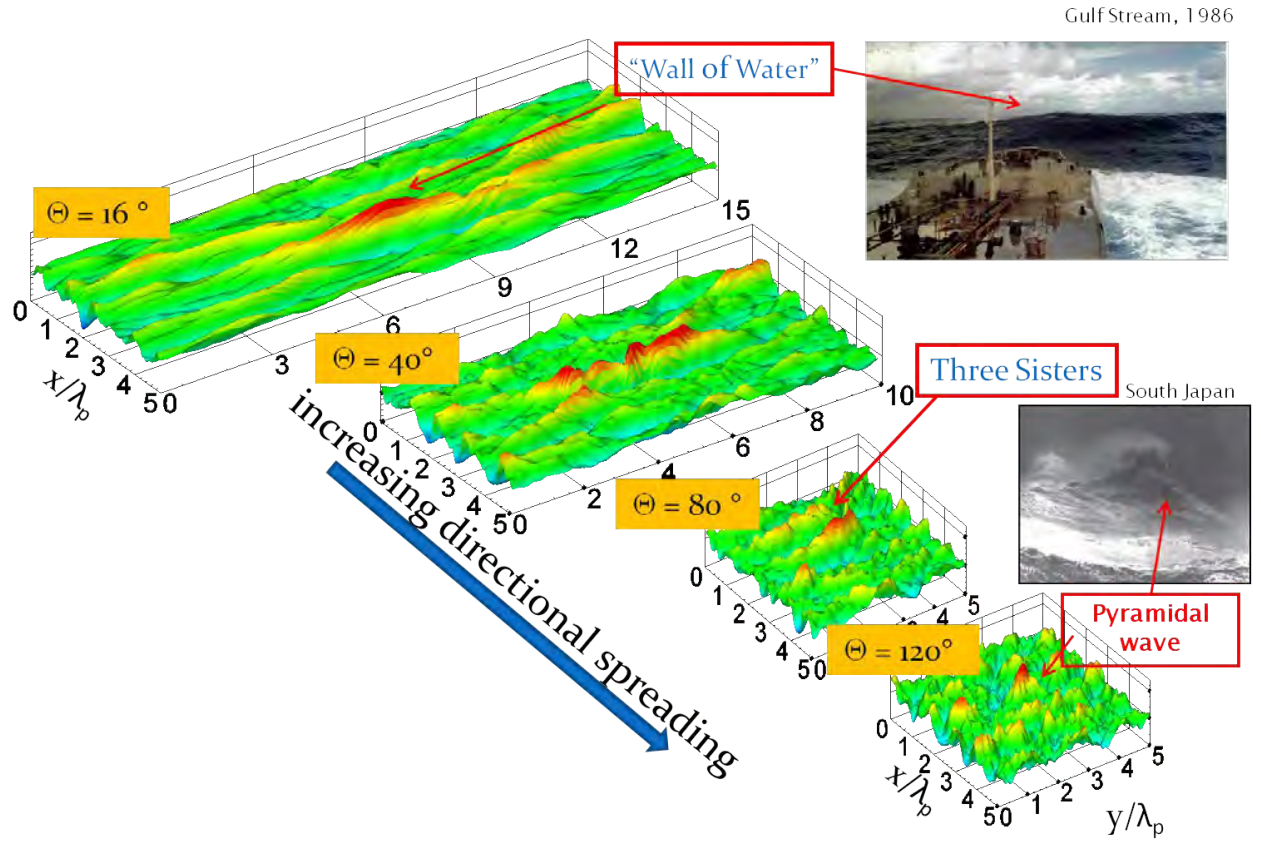 Gulf Stream, 1986
“Wall of Water”
Θ = 16 °
15
12
9
6
3
0
1
2
3
4
5 0
x/λp
Θ = 40°
10
8
6
4
2
0
1
2
3
4
5 0
increasing directional spreading
Three Sisters
South Japan
Θ = 80 °
0
1
2
3
4
5 0
4
5
Pyramidal
wave
Θ = 120°
0
1
2
3
4
5 0
1
2
3
4
5
x/λp
y/λp